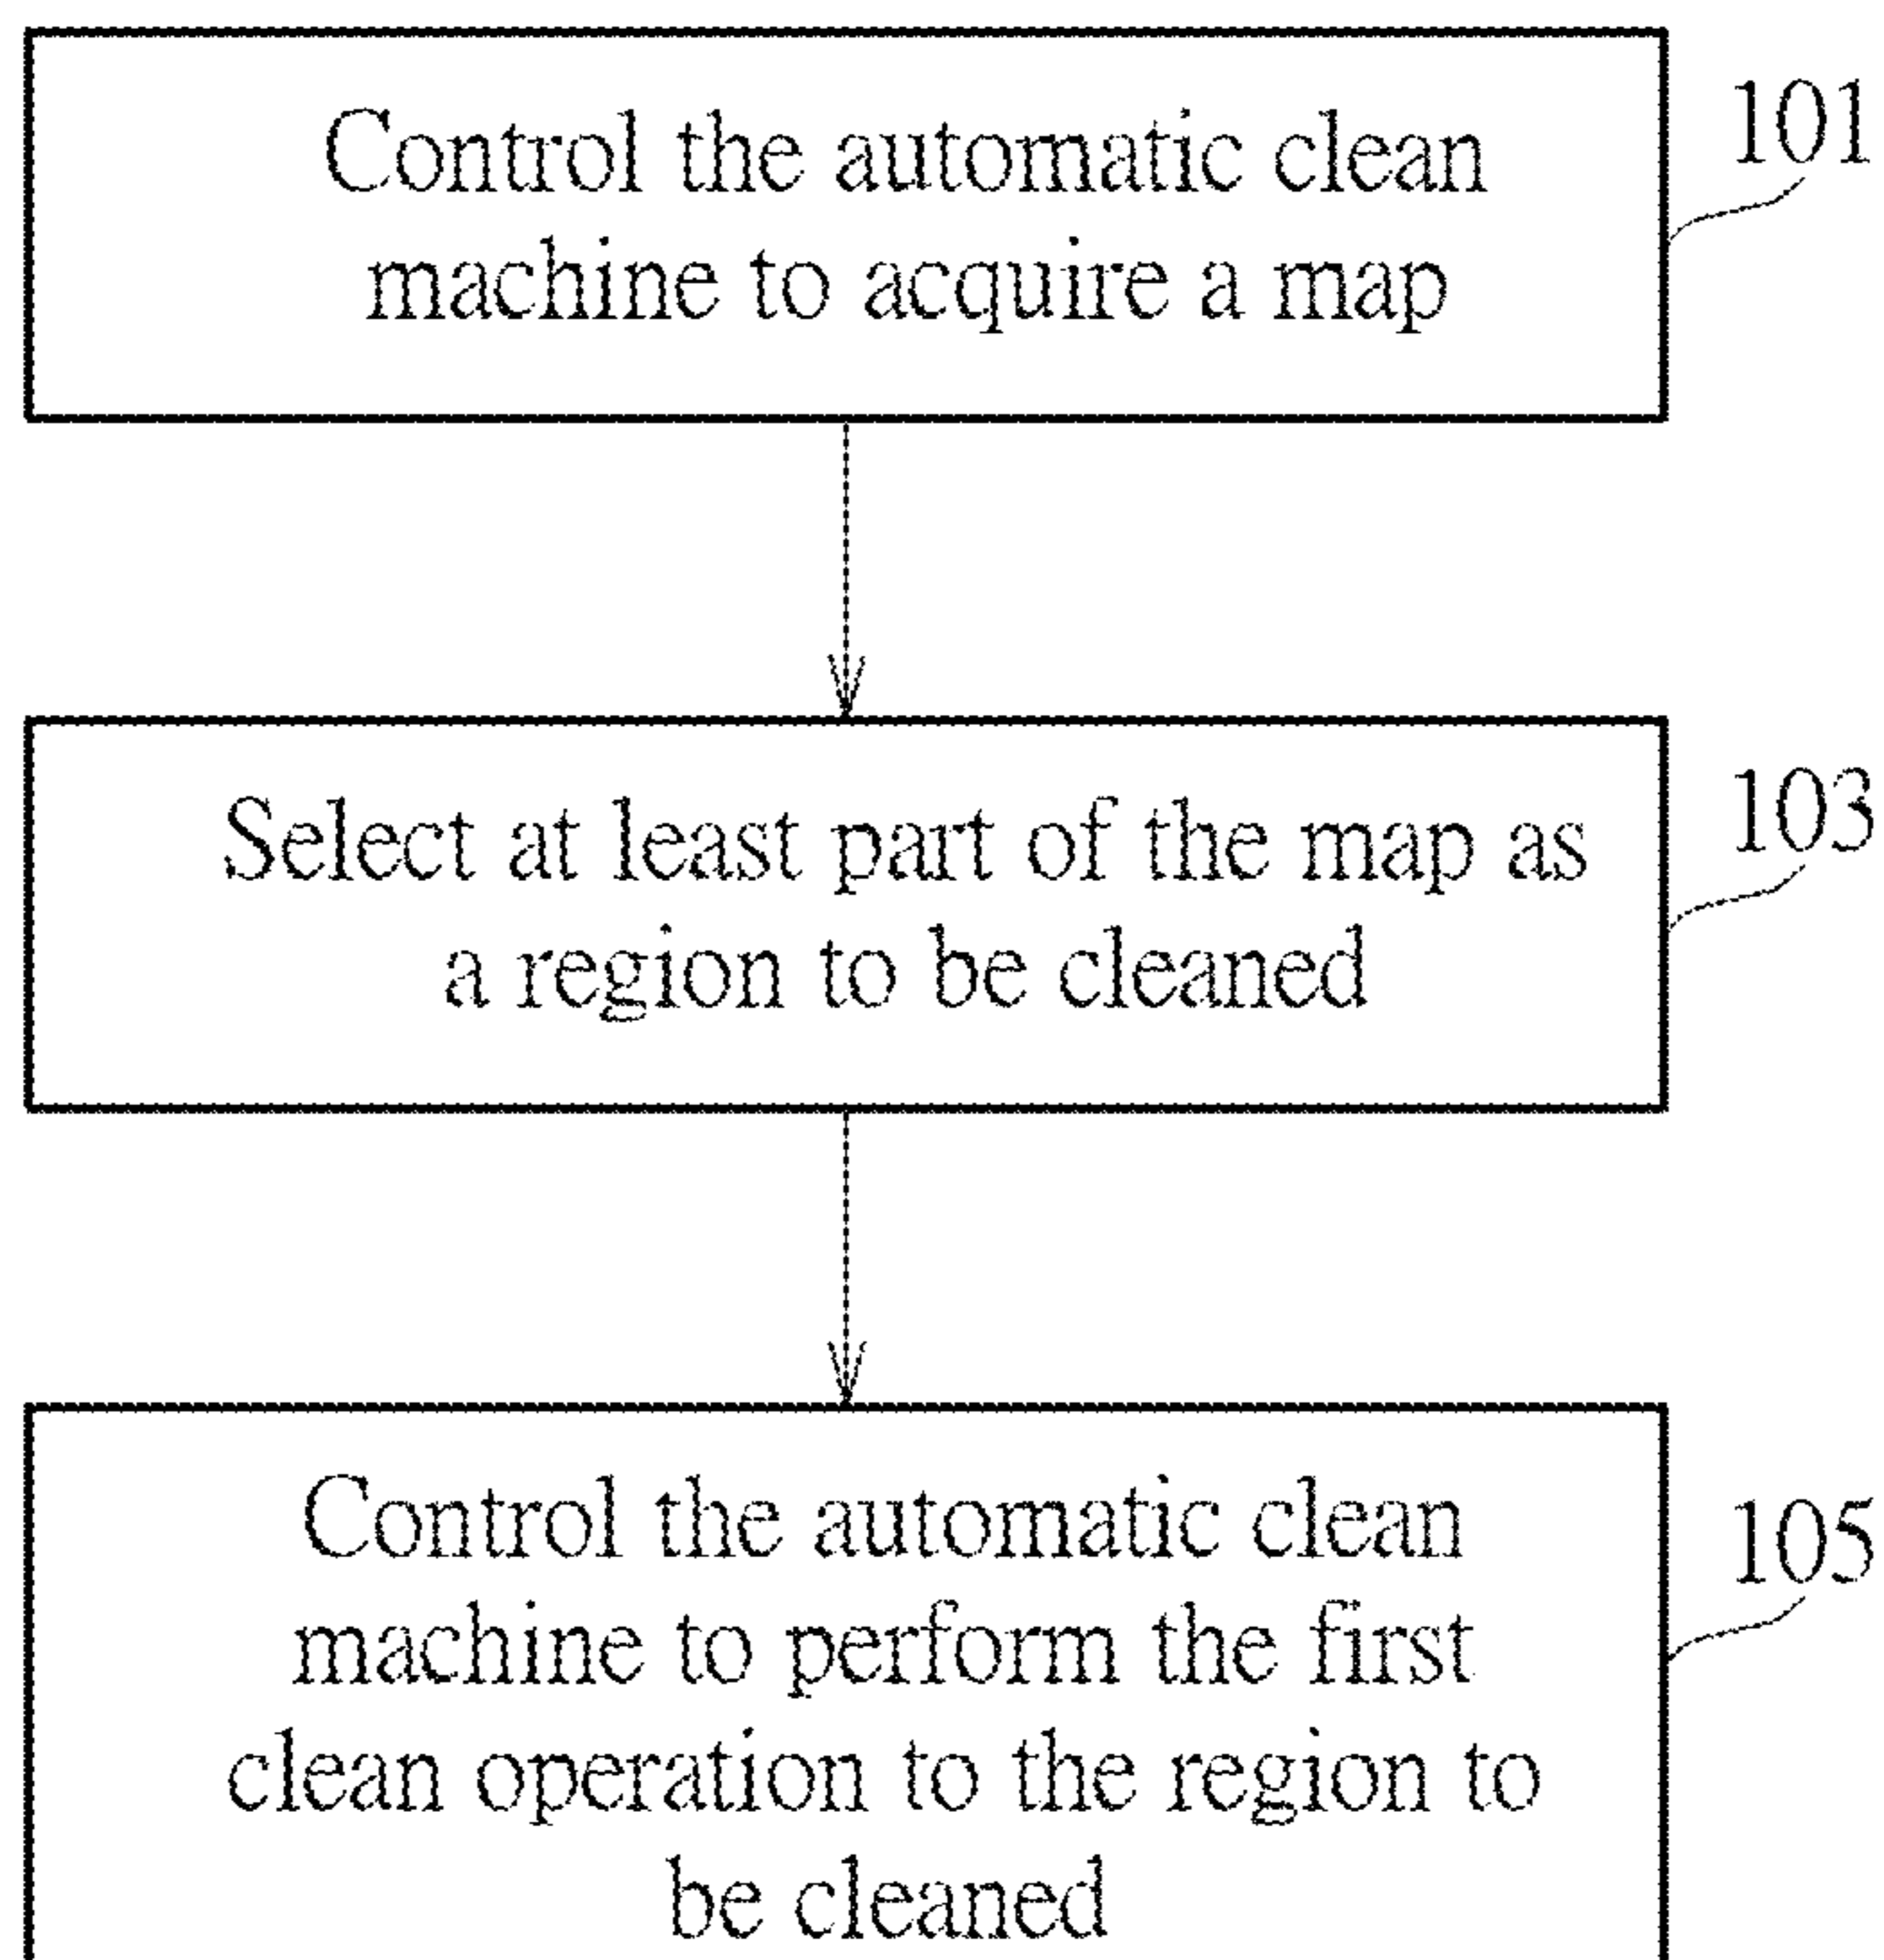 Control the automatic clean
machine to acquire a map
101
Select at least part of the map as
a region to be cleaned
103
Control the automatic clean
machine to perform the first
clean operation to the region to
be cleaned
105